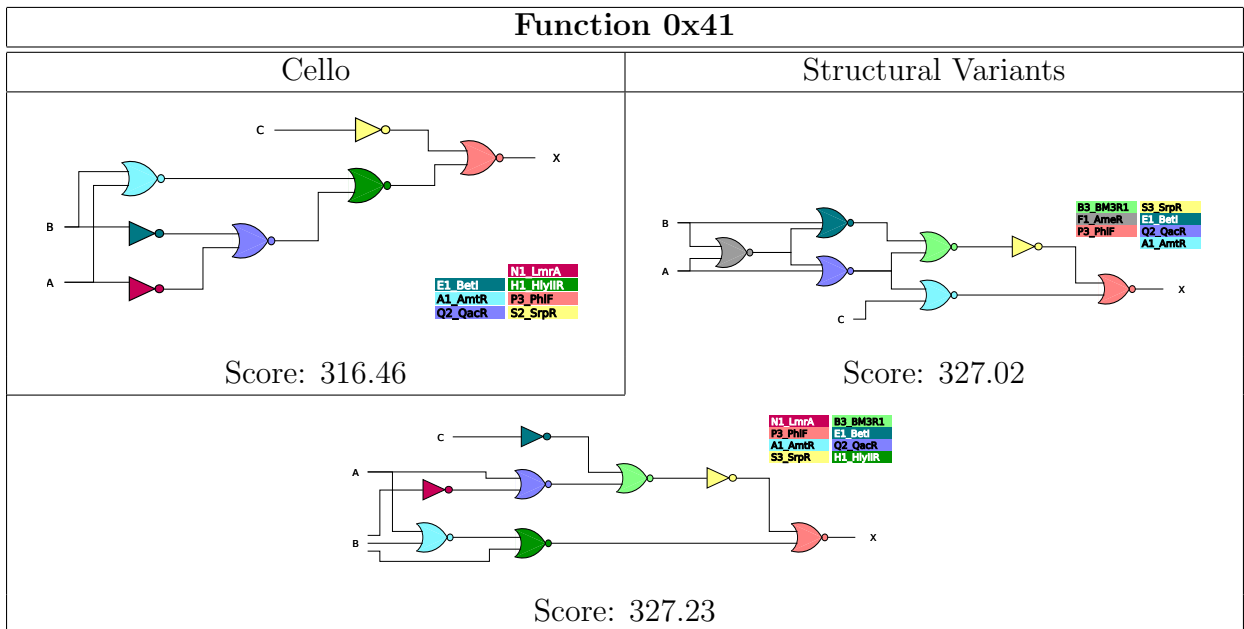 Function 0x41
Cello
Structural Variants
C
X
B
A
N1_LmrA
E1_BetI H1_HlyIIR
A1_AmtR P3_PhlF
Q2_QacR S2_SrpR
Score: 316.46
B3_BM3R1 S3_SrpR
F1_AmeR E1_BetI
P3_PhlF Q2_QacR
A1_AmtR
B
A
C
X
Score: 327.02
N1_LmrA B3_BM3R1
P3_PhlF E1_BetI
A1_AmtR Q2_QacR
S3_SrpR H1_HlyIIR
C
A
B
X
Score: 327.23